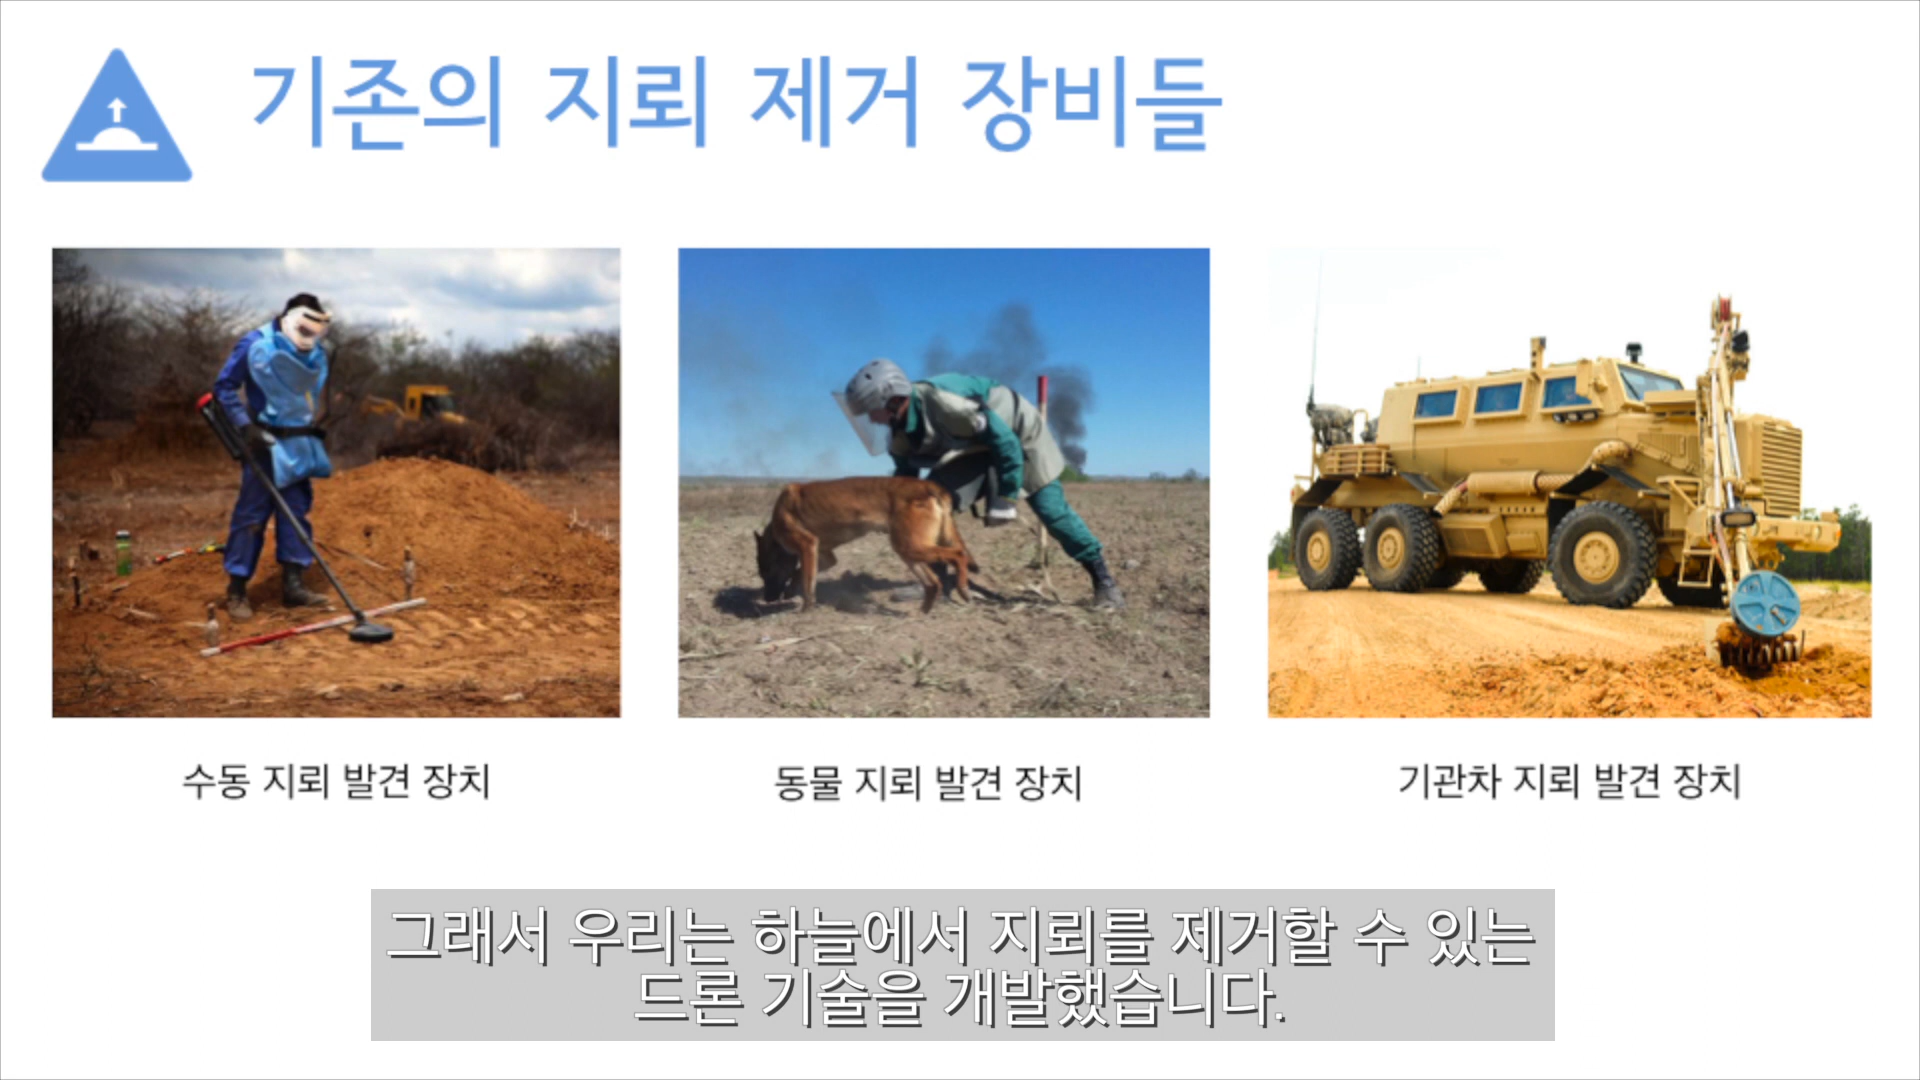 기존의 지뢰 제거 장비들
수동 지뢰 발견 장치
동물 지뢰 발견 장치
기관차 지뢰 발견 장치
그래서 우리는 하늘에서 지뢰를 제거할 수 있는
드론 기술을 개발했습니다.